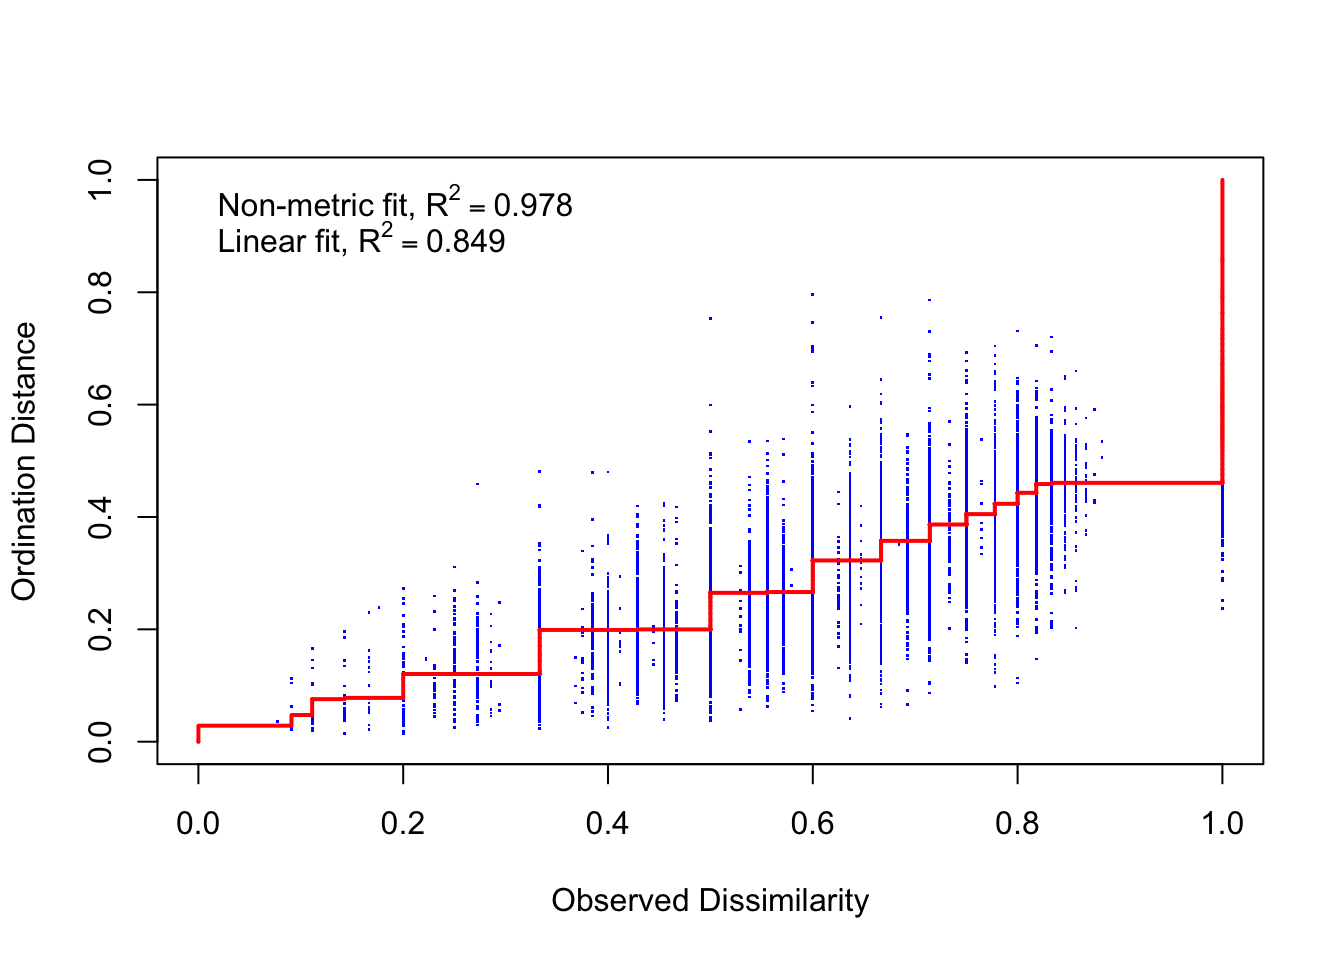 Non-metric fit, R² = 0.978
Linear fit, R² = 0.849
1.0
0.8
0.6
0.4
0.2
0.0
Ordination Distance
0.0 0.2 0.4 0.6 0.8 1.0
Observed Dissimilarity